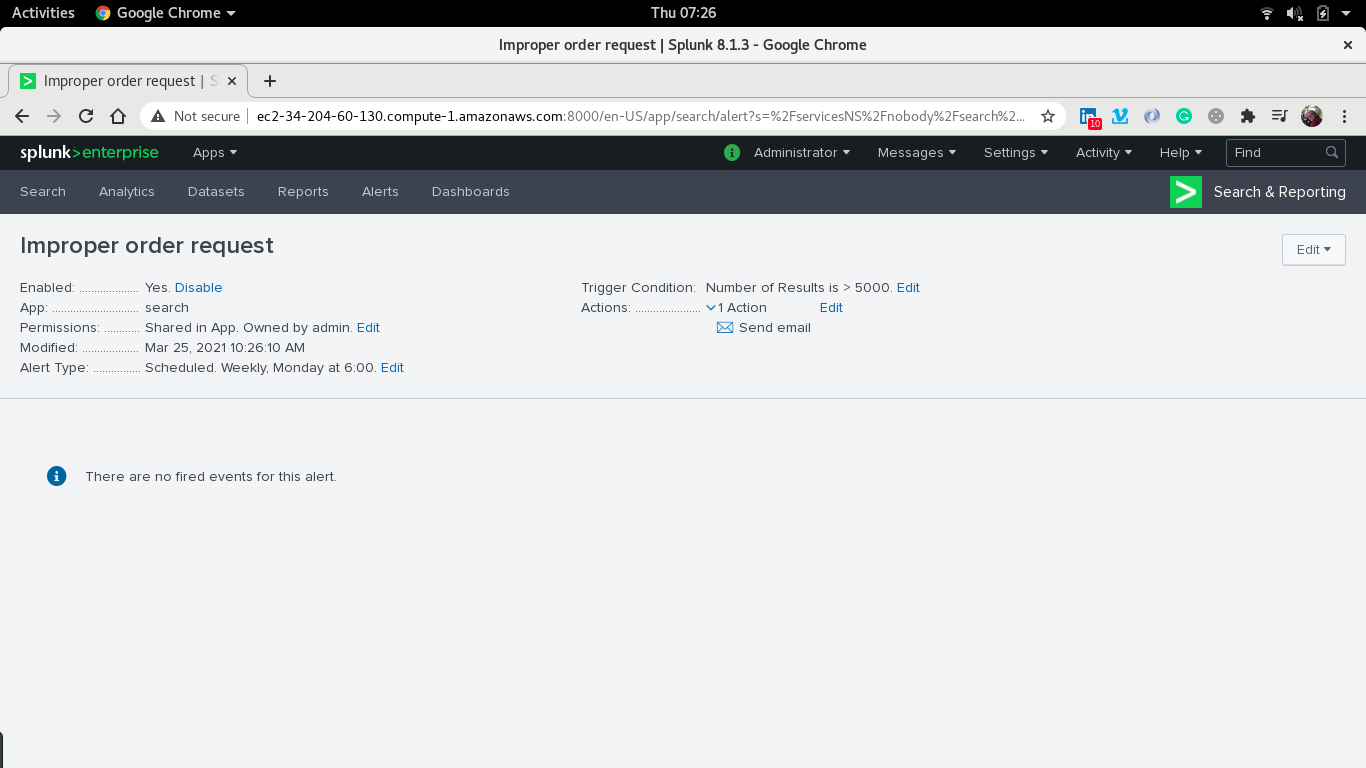 Activities Google Chrome Thu 07:26
Improper order request | Splunk 8.1.3 - Google Chrome ×
Improper order request | S × +
Not secure ec2-34-204-60-130.compute-1.amazonaws.com:8000/en-US/app/search/alert?s=%2FservicesNS%2Fnobody%2Fsearch%2... 10
splunk>enterprise Apps Administrator Messages Settings Activity Help Find
Search Analytics Datasets Reports Alerts Dashboards Search & Reporting
Improper order request Edit
Enabled: .................... Yes. Disable Trigger Condition: Number of Results is > 5000. Edit
App: ............................. search Actions: ...................... 1 Action Edit
Permissions: ............ Shared in App. Owned by admin. Edit Send email
Modified: ................... Mar 25, 2021 10:26:10 AM
Alert Type: ................ Scheduled. Weekly, Monday at 6:00. Edit
There are no fired events for this alert.